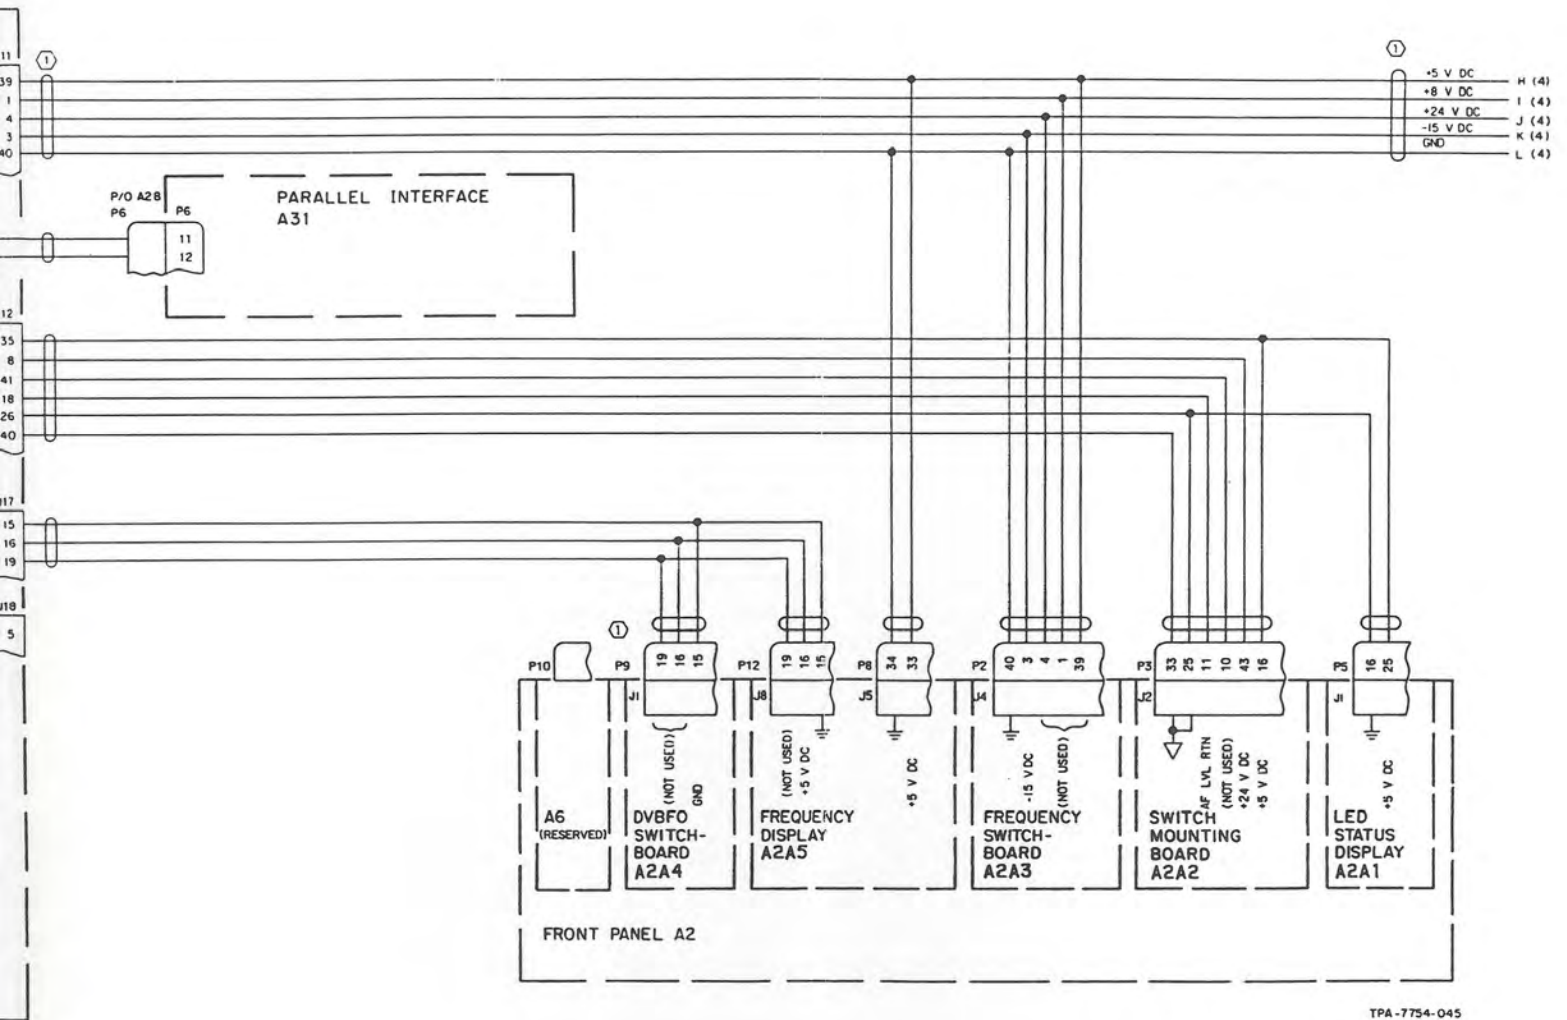 11
1
39
1
4
3
40
1
+5 V DC H (4)
+8 V DC I (4)
+24 V DC J (4)
-15 V DC K (4)
GND L (4)
P/O A28
P6 P6
11
12
PARALLEL INTERFACE
A31
12
35
8
41
18
26
40
15
16
19
5
1
P10
P9 19 16 15
J1
P12 19 16 15
J8
P8 34 33
J5
P2 40 3 4 1 39
J4
P3 33 25 11 10 43 16
J2
P5 16 25
J1
(NOT USED)
GND
(NOT USED)
+5 V DC
+5 V DC
-15 V DC
(NOT USED)
AF LVL RTN
(NOT USED)
+24 V DC
+5 V DC
+5 V DC
A6
(RESERVED)
DVBFO
SWITCH-
BOARD
A2A4
FREQUENCY
DISPLAY
A2A5
FREQUENCY
SWITCH-
BOARD
A2A3
SWITCH
MOUNTING
BOARD
A2A2
LED
STATUS
DISPLAY
A2A1
FRONT PANEL A2
TPA-7754-045